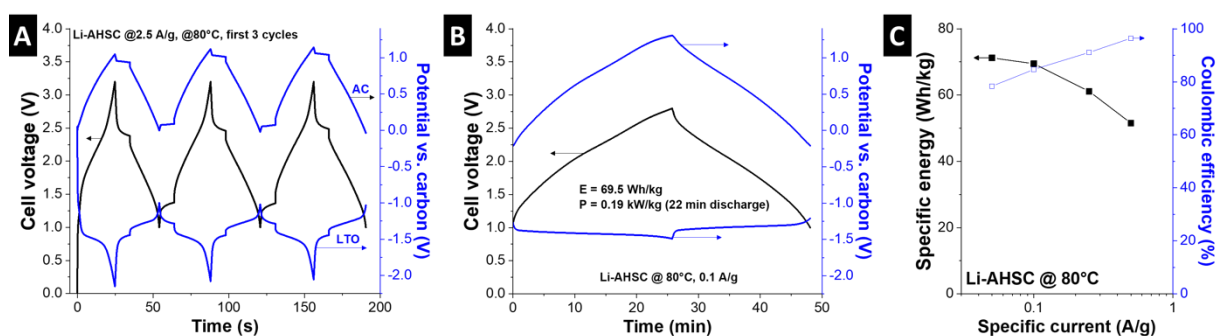 A
Li-AHSC @2.5 A/g, @80°C, first 3 cycles
Cell voltage (V)
4.0
3.5
3.0
2.5
2.0
1.5
1.0
0.5
0.0
AC
LTO
1.0
0.5
0.0
-0.5
-1.0
-1.5
-2.0
Potential vs. carbon (V)
0
50
100
150
200
Time (s)
B
Cell voltage (V)
4.0
3.5
3.0
2.5
2.0
1.5
1.0
0.5
0.0
E = 69.5 Wh/kg
P = 0.19 kW/kg (22 min discharge)
Li-AHSC @ 80°C, 0.1 A/g
1.0
0.5
0.0
-0.5
-1.0
-1.5
-2.0
Potential vs. carbon (V)
0
10
20
30
40
50
Time (min)
C
Specific energy (Wh/kg)
80
60
40
20
0
Li-AHSC @ 80°C
100
80
60
40
20
0
Coulombic efficiency (%)
0.1
1
Specific current (A/g)